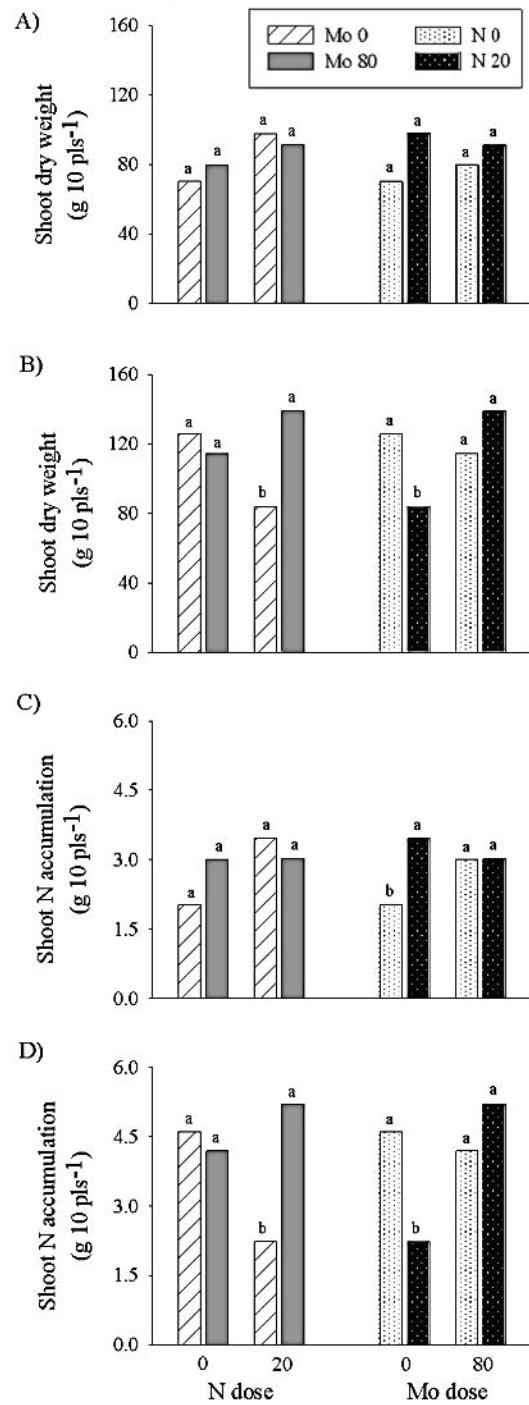 A)
Mo 0 N 0
Mo 80 N 20
160
120
80
40
0
Shoot dry weight
(g 10 pls-1)
a a a a a a a a
B)
160
120
80
40
0
Shoot dry weight
(g 10 pls-1)
a a b a a b a a
C)
6.0
4.5
3.0
1.5
0.0
Shoot N accumulation
(g 10 pls-1)
a a a a b a a a
D)
6.0
4.5
3.0
1.5
0.0
Shoot N accumulation
(g 10 pls-1)
a a b a a b a a
0 20 0 80
N dose Mo dose